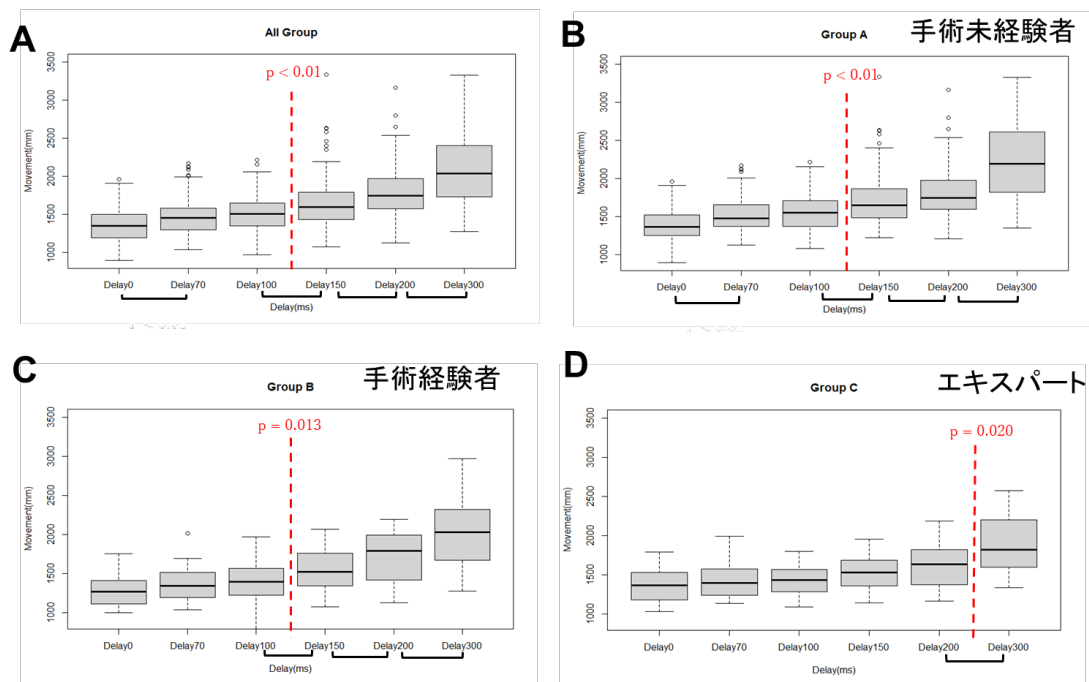 A
All Group
p < 0.01
Movement(mm)
3500
3000
2500
2000
1500
1000
Delay0 Delay70 Delay100 Delay150 Delay200 Delay300
Delay(ms)
B
Group A
手術未経験者
p < 0.01
Movement(mm)
3500
3000
2500
2000
1500
1000
Delay0 Delay70 Delay100 Delay150 Delay200 Delay300
Delay(ms)
C
Group B
手術経験者
p = 0.013
Movement(mm)
3500
3000
2500
2000
1500
1000
Delay0 Delay70 Delay100 Delay150 Delay200 Delay300
Delay(ms)
D
Group C
エキスパート
p = 0.020
Movement(mm)
3500
3000
2500
2000
1500
1000
Delay0 Delay70 Delay100 Delay150 Delay200 Delay300
Delay(ms)